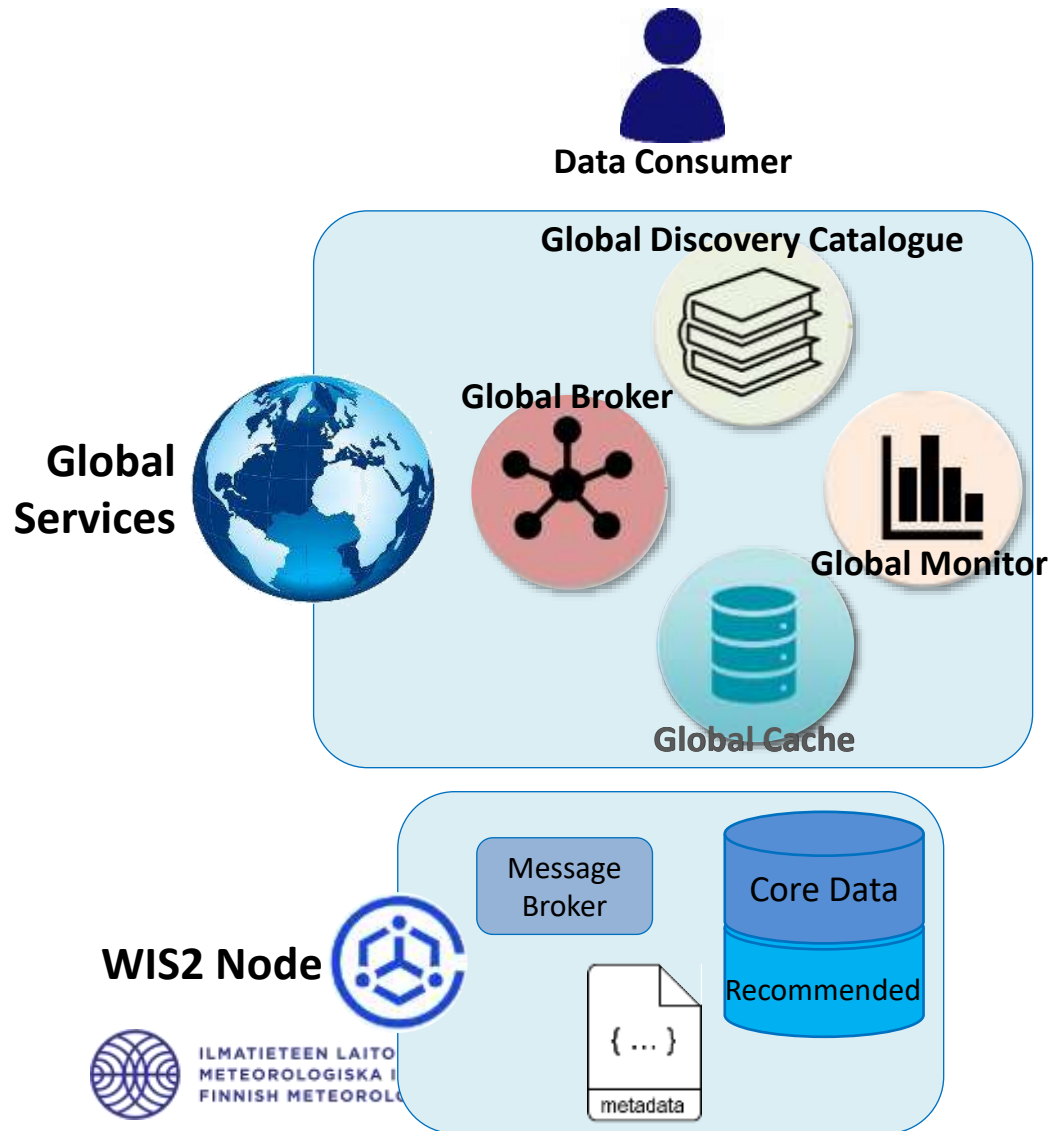 Data Consumer
Global Discovery Catalogue
Global Broker
Global
Services
Global Monitor
Global Cache
Message
Broker
Core Data
WIS2 Node
Recommended
{ ... }
metadata
ILMATIETEEN LAITO
METEOROLOGISKA I
FINNISH METEOROL